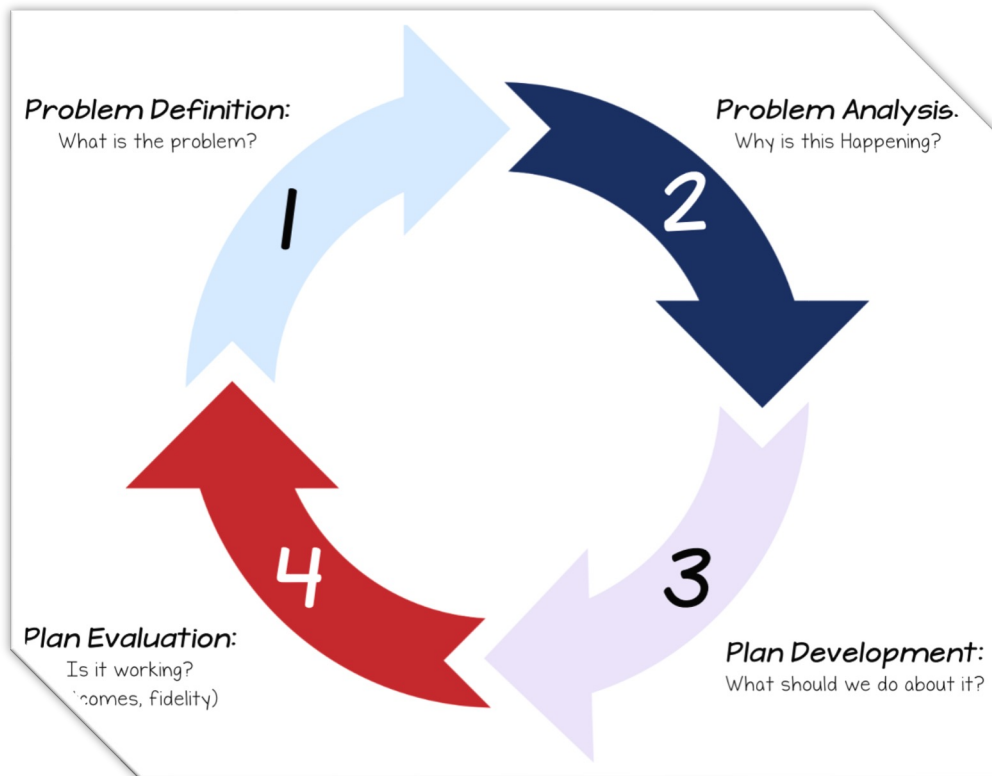 Problem Definition:
What is the problem?
1
Problem Analysis.
Why is this Happening?
2
3
Plan Development:
What should we do about it?
4
Plan Evaluation:
Is it working?
fidelity)